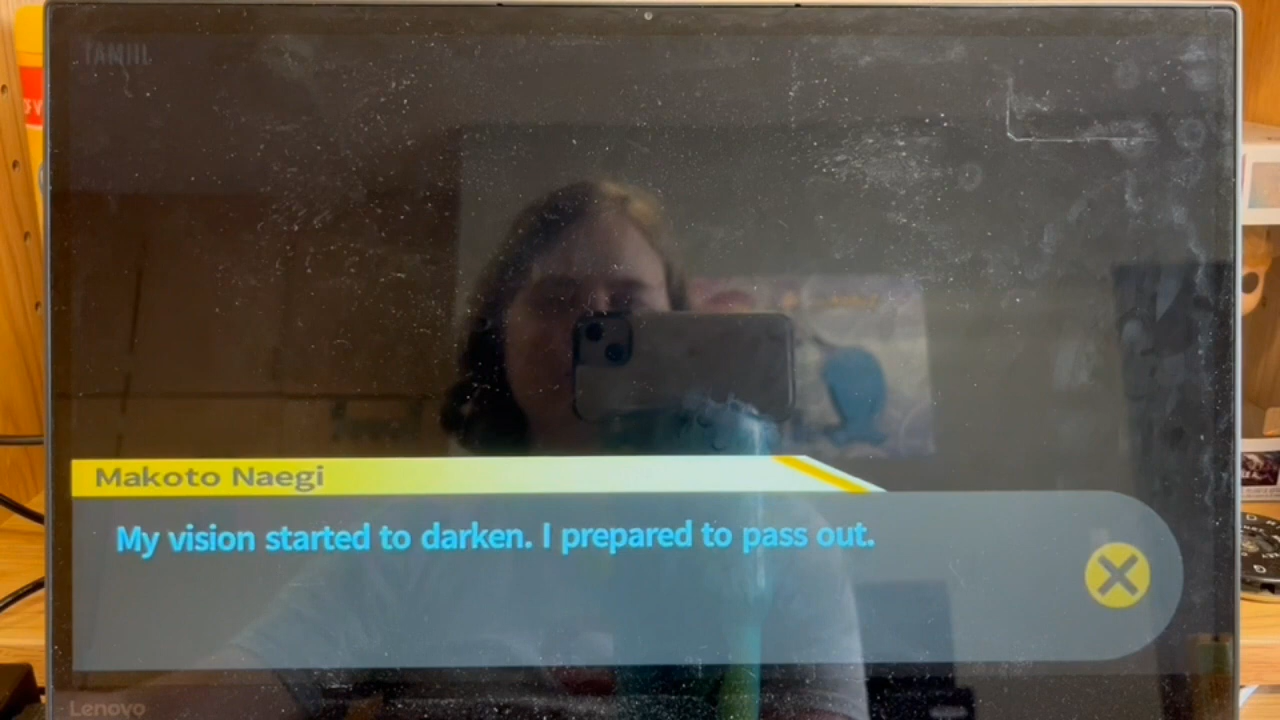 Makoto Naegi
My vision started to darken. I prepared to pass out.
Lenovo